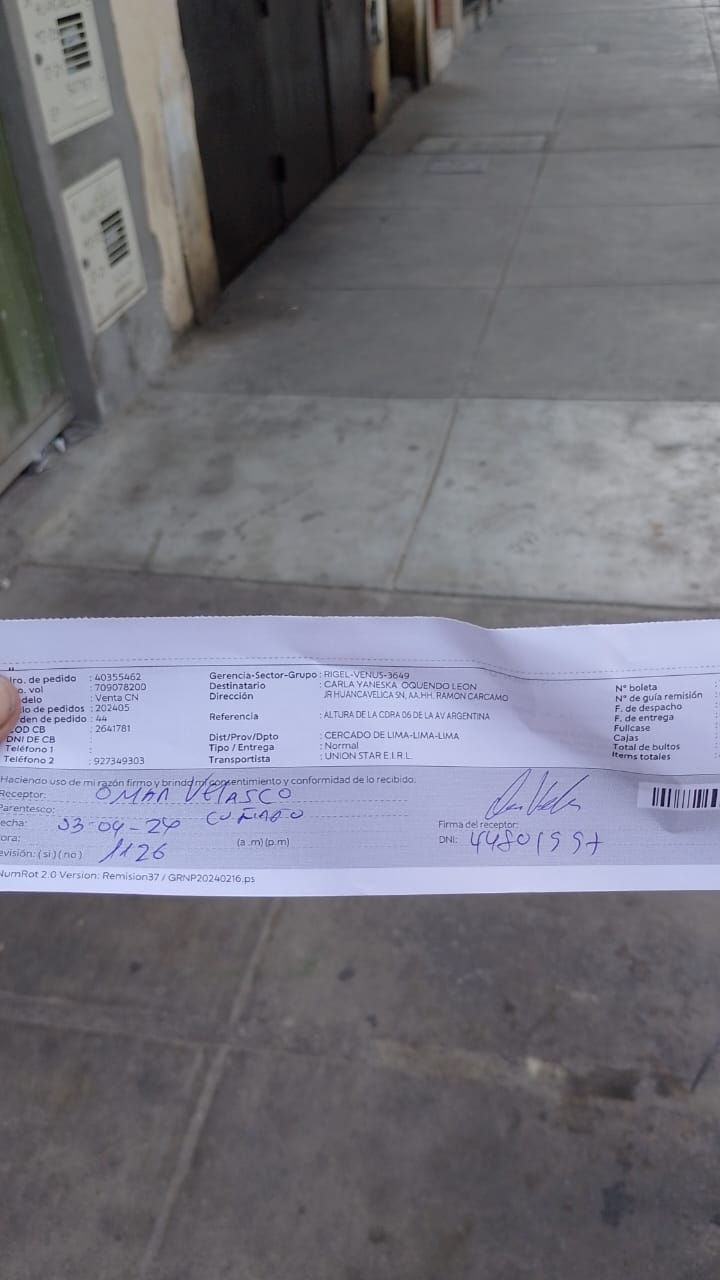 ro. de pedido : 40355462
o. vol : 709078200
delo : Venta CN
lo de pedidos : 202405
den de pedido : 44
OD CB : 2641781
DNI DE CB :
Teléfono 1 :
Teléfono 2 : 927349303
Gerencia-Sector-Grupo : RIGEL-VENUS-3649
Destinatario : CARLA YANESKA OQUENDO LEON
Dirección : JR HUANCAVELICA SN, AA.HH. RAMON CARCAMO
Referencia : ALTURA DE LA CDRA 06 DE LA AV ARGENTINA
Dist/Prov/Dpto : CERCADO DE LIMA-LIMA-LIMA
Tipo / Entrega : Normal
Transportista : UNION STAR E.I.R.L.
N° boleta :
N° de guía remisión :
F. de despacho
F. de entrega
Fullcase
Cajas
Total de bultos
Items totales
Haciendo uso de mi razón firmo y brindo mi consentimiento y conformidad de lo recibido.
Receptor: OMAR VELASCO
Parentesco: CUÑADO
echa: 03-04-24
ora: 1126 (a.m)(p.m)
evisión: (si) (no)
Firma del receptor:
DNI: 44801997
NumRot 2.0 Version: Remision37 / GRNP20240216.ps